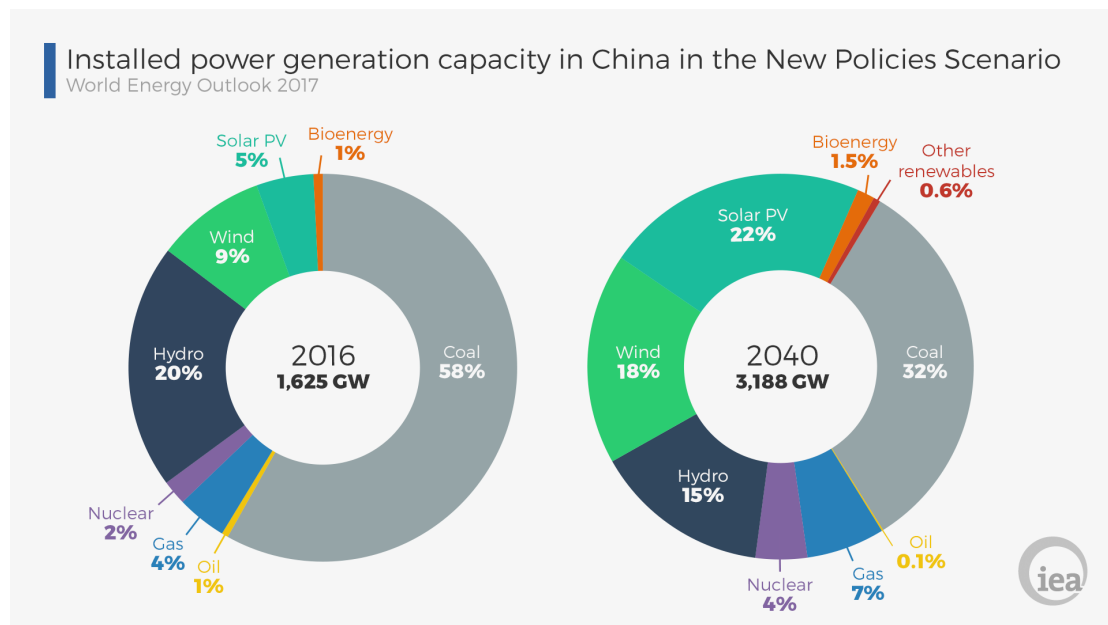 Installed power generation capacity in China in the New Policies Scenario
World Energy Outlook 2017
Solar PV
5%
Bioenergy
1%
Wind
9%
Hydro
20%
2016
1,625 GW
Coal
58%
Nuclear
2%
Gas
4%
Oil
1%
Bioenergy
1.5%
Other
renewables
0.6%
Solar PV
22%
Wind
18%
2040
3,188 GW
Coal
32%
Hydro
15%
Nuclear
4%
Gas
7%
Oil
0.1%
iea